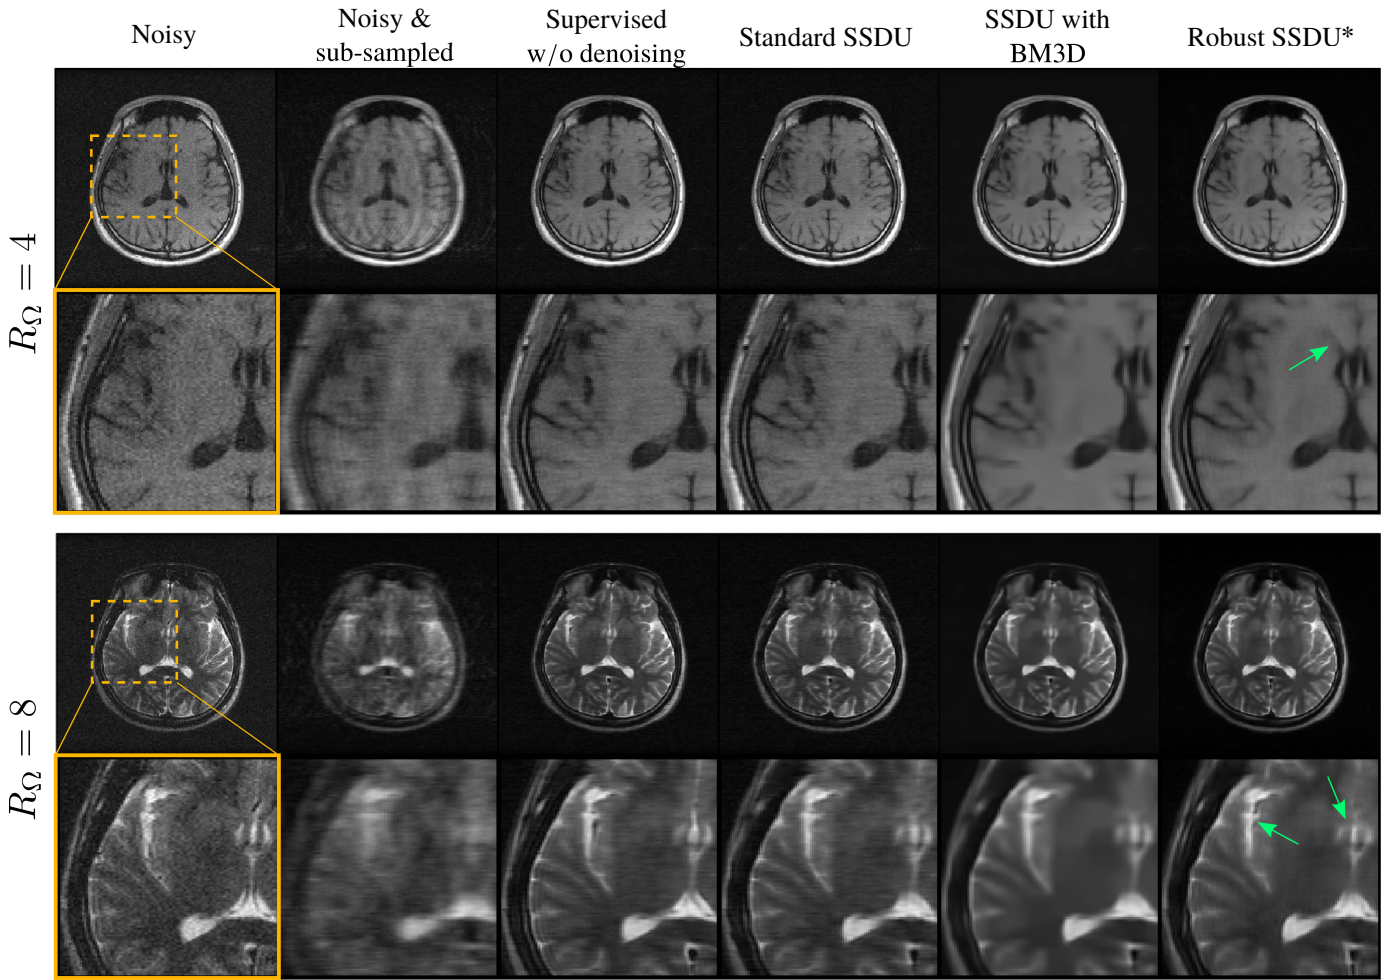 Noisy
Noisy &
sub-sampled
Supervised
w/o denoising
Standard SSDU
SSDU with
BM3D
Robust SSDU*
R_Ω = 4
R_Ω = 8